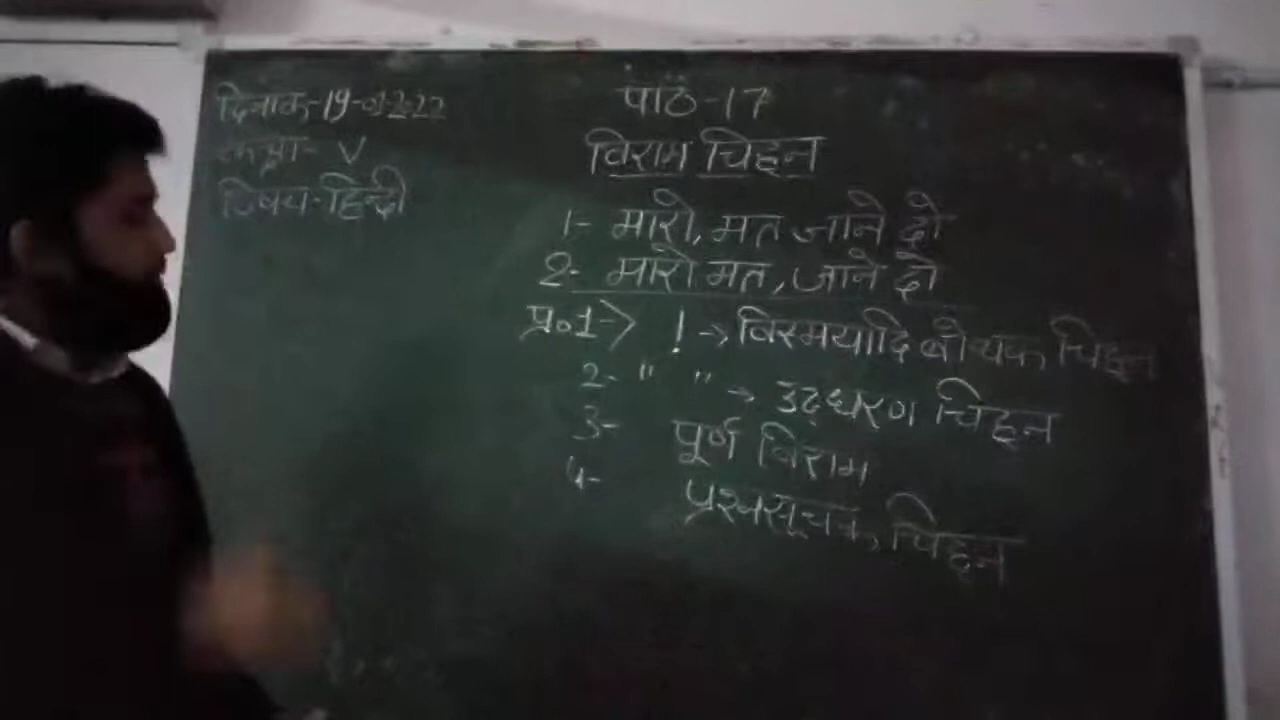 दिनांक-19-01-2022
कक्षा- V
विषय-हिन्दी
पाठ-17
विराम चिह्न
1- मारो, मत जाने दो
2- मारो मत, जाने दो
प्र०1-> ! → विस्मयादि बोधक चिह्न
2- " " → उद्धरण चिह्न
3- पूर्ण विराम
4- प्रश्नसूचक चिह्न